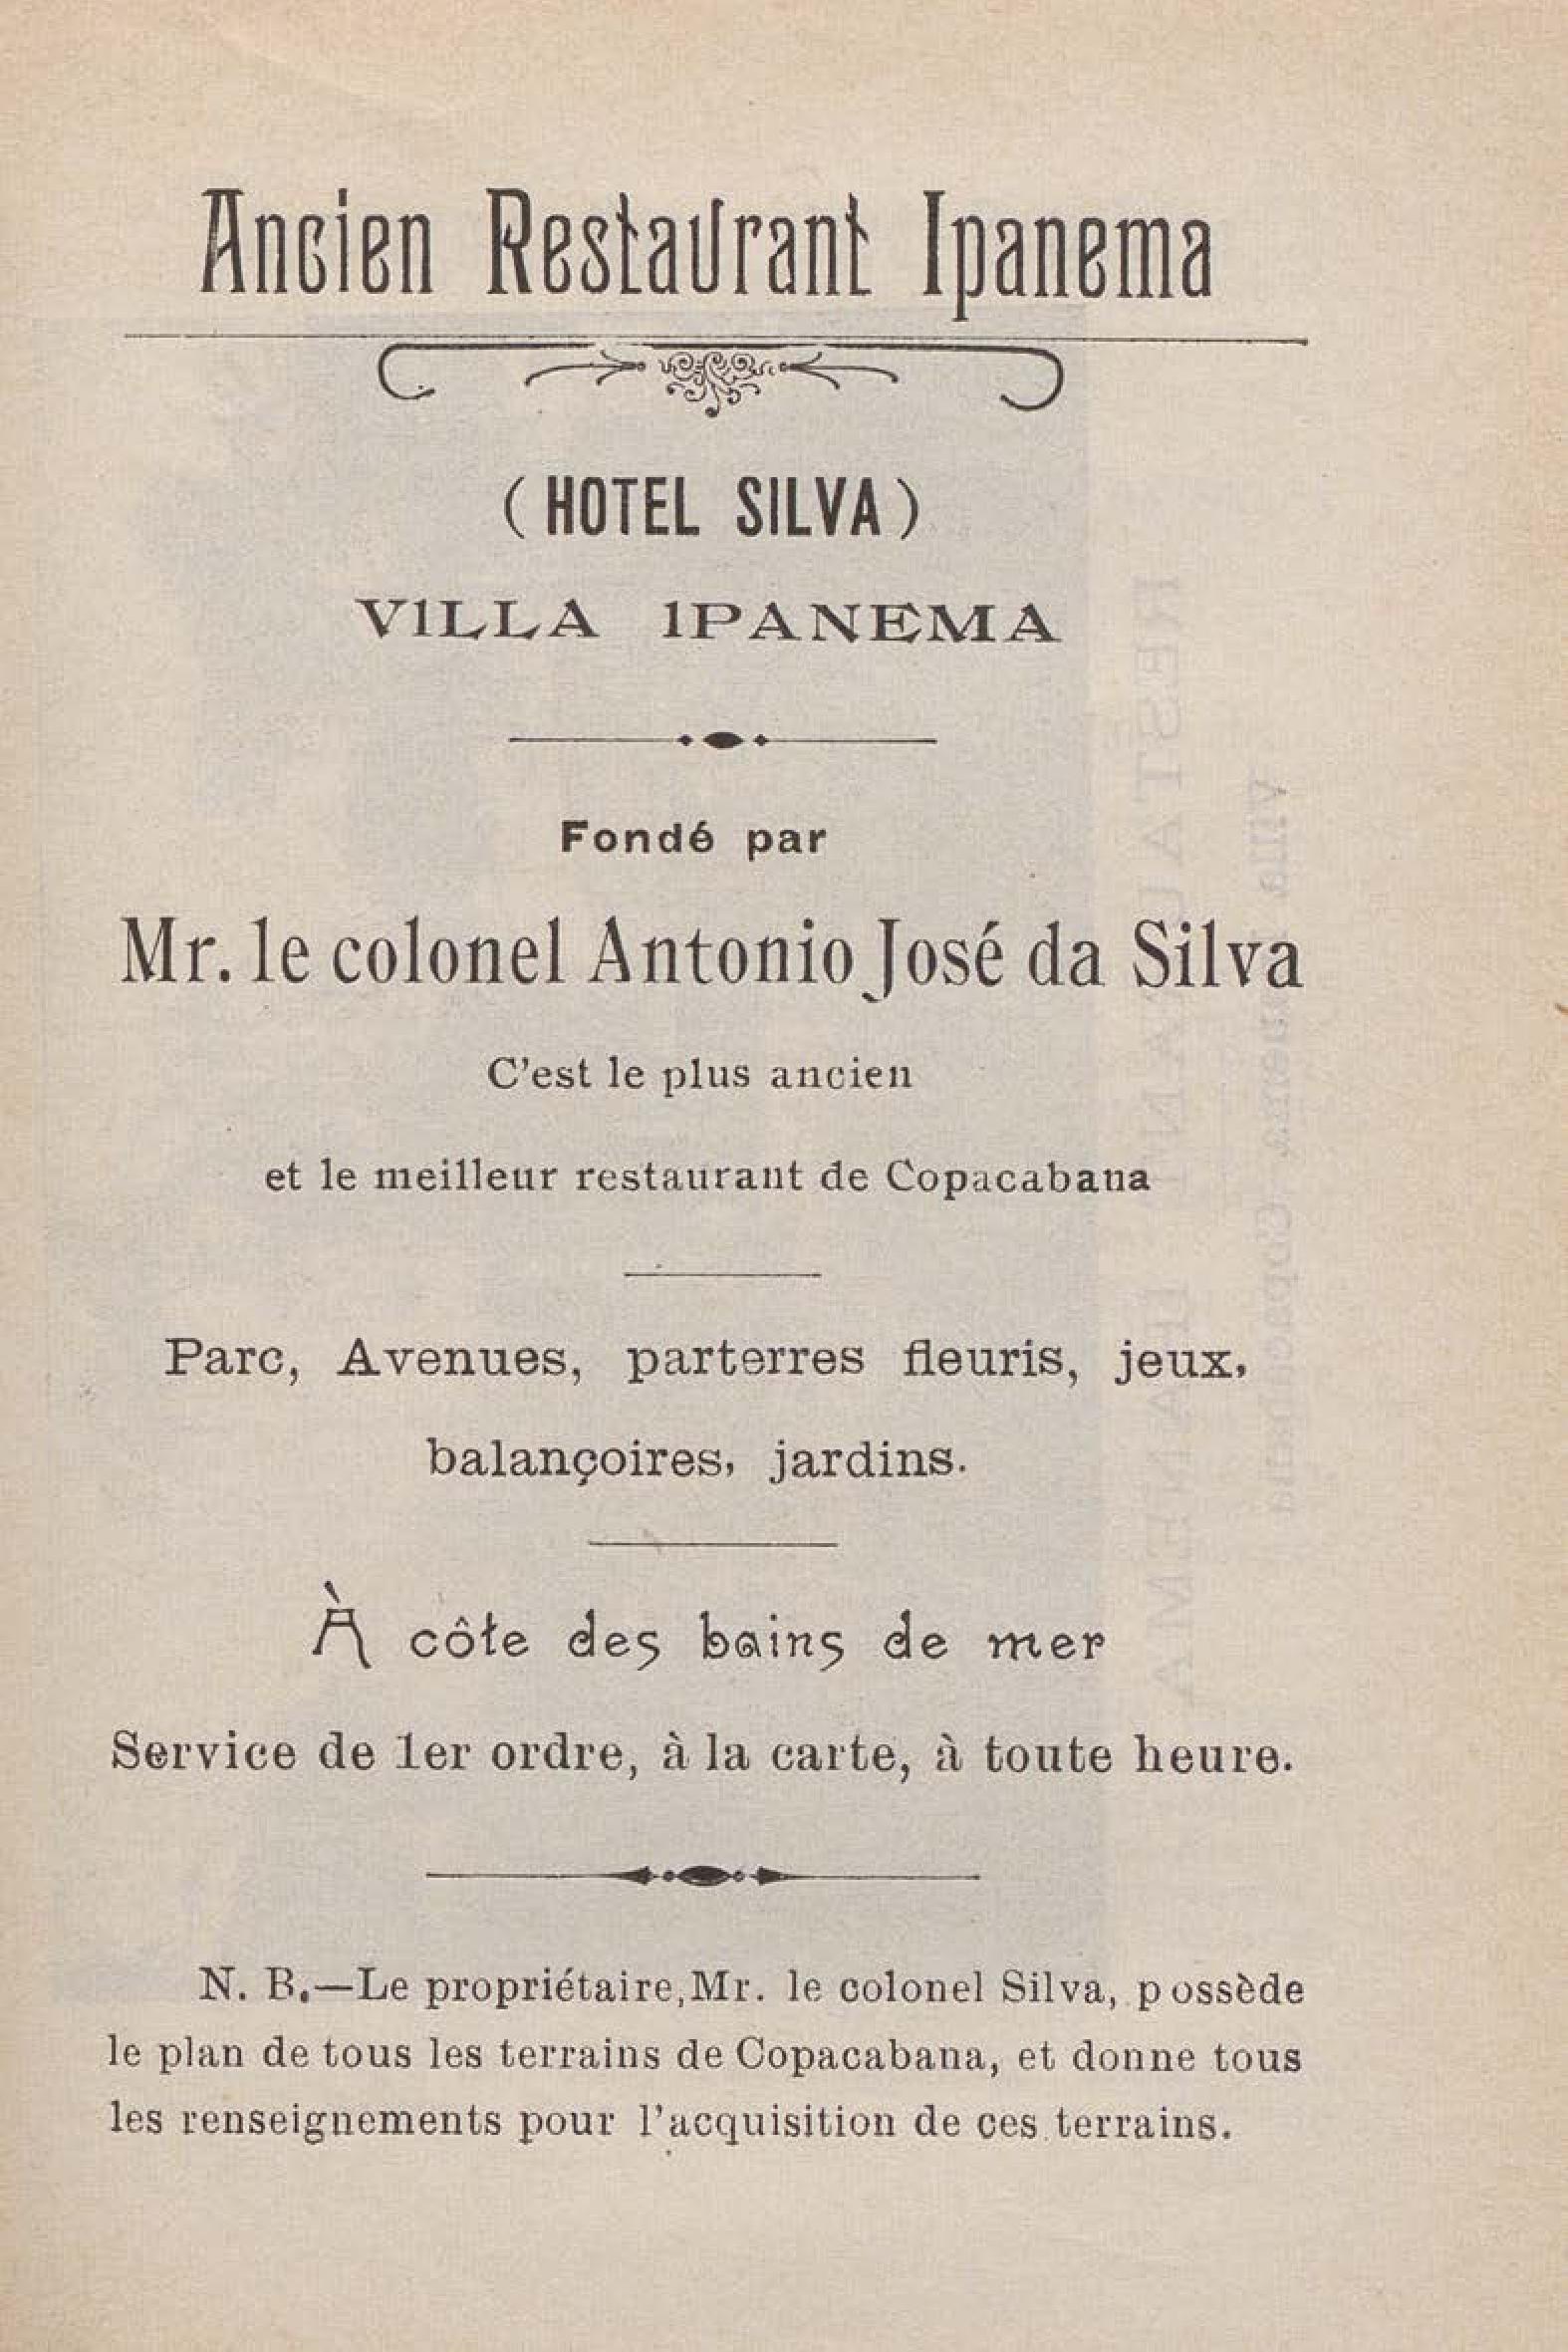 Ancien Restaurant Ipanema
(HOTEL SILVA)
VILLA IPANEMA
Fondé par
Mr. le colonel Antonio José da Silva
C'est le plus ancien
et le meilleur restaurant de Copacabana
Parc, Avenues, parterres fleuris, jeux,
balançoires, jardins.
À côte des bains de mer
Service de 1er ordre, à la carte, à toute heure.
N. B.—Le propriétaire, Mr. le colonel Silva, possède
le plan de tous les terrains de Copacabana, et donne tous
les renseignements pour l'acquisition de ces terrains.